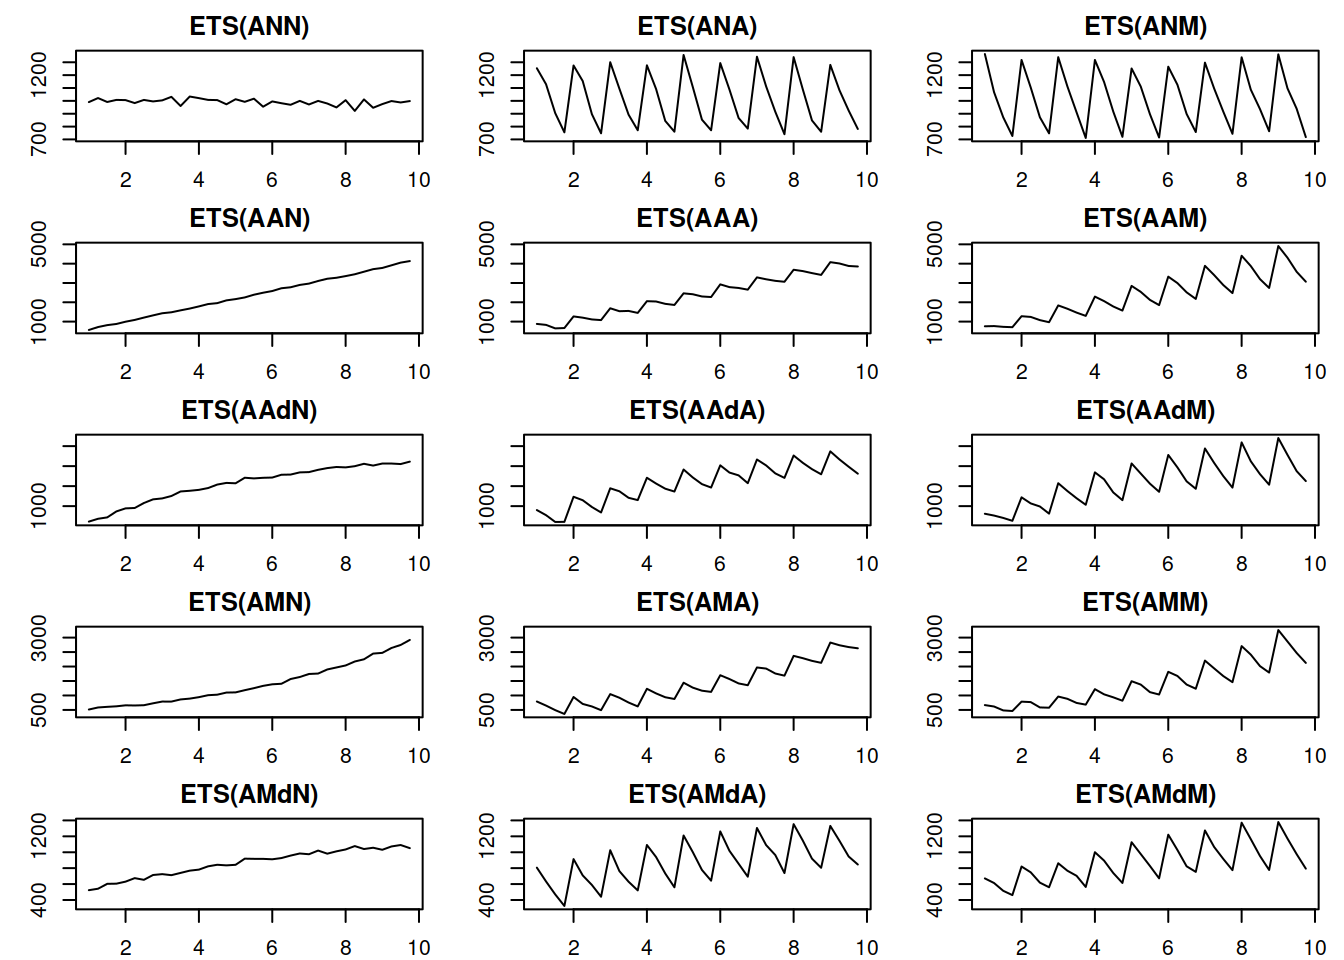 ETS(ANN) ETS(ANA) ETS(ANM)
700 1200 700 1200 700 1200
2 4 6 8 10 2 4 6 8 10 2 4 6 8 10
ETS(AAN) ETS(AAA) ETS(AAM)
1000 5000 1000 5000 1000 5000
2 4 6 8 10 2 4 6 8 10 2 4 6 8 10
ETS(AAdN) ETS(AAdA) ETS(AAdM)
1000 1000 1000
2 4 6 8 10 2 4 6 8 10 2 4 6 8 10
ETS(AMN) ETS(AMA) ETS(AMM)
500 3000 500 3000 500 3000
2 4 6 8 10 2 4 6 8 10 2 4 6 8 10
ETS(AMdN) ETS(AMdA) ETS(AMdM)
400 1200 400 1200 400 1200
2 4 6 8 10 2 4 6 8 10 2 4 6 8 10